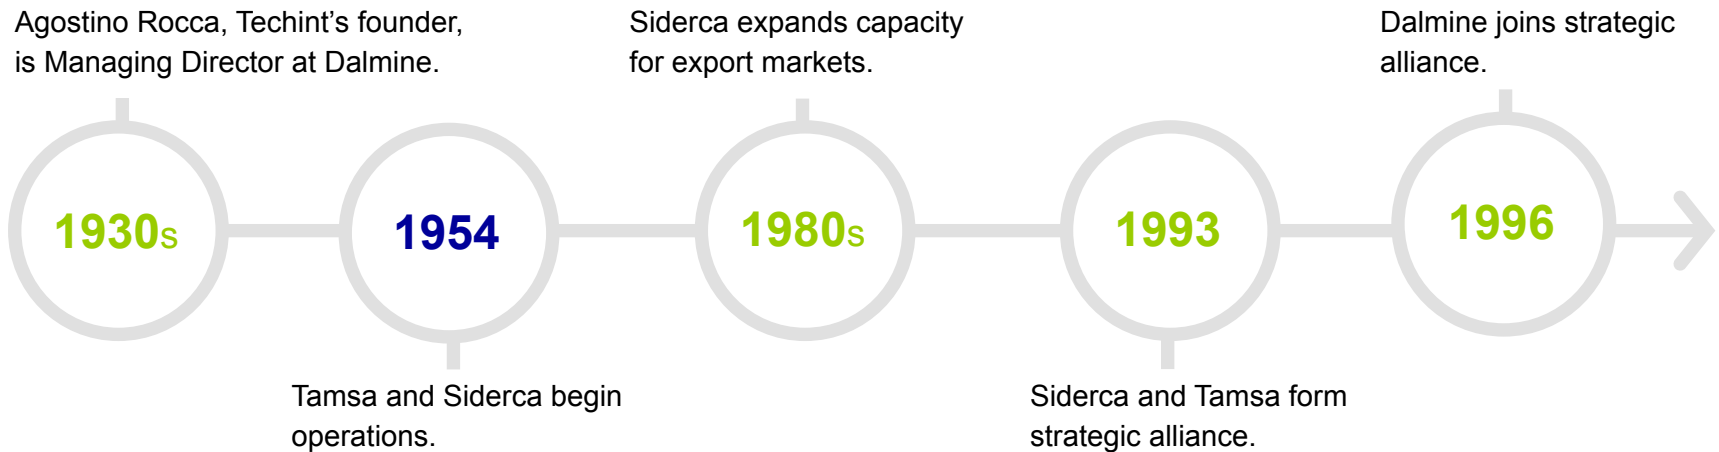 Agostino Rocca, Techint’s founder,
is Managing Director at Dalmine.
Siderca expands capacity
for export markets.
Dalmine joins strategic
alliance.
1930s
1954
1980s
1993
1996
Tamsa and Siderca begin
operations.
Siderca and Tamsa form
strategic alliance.